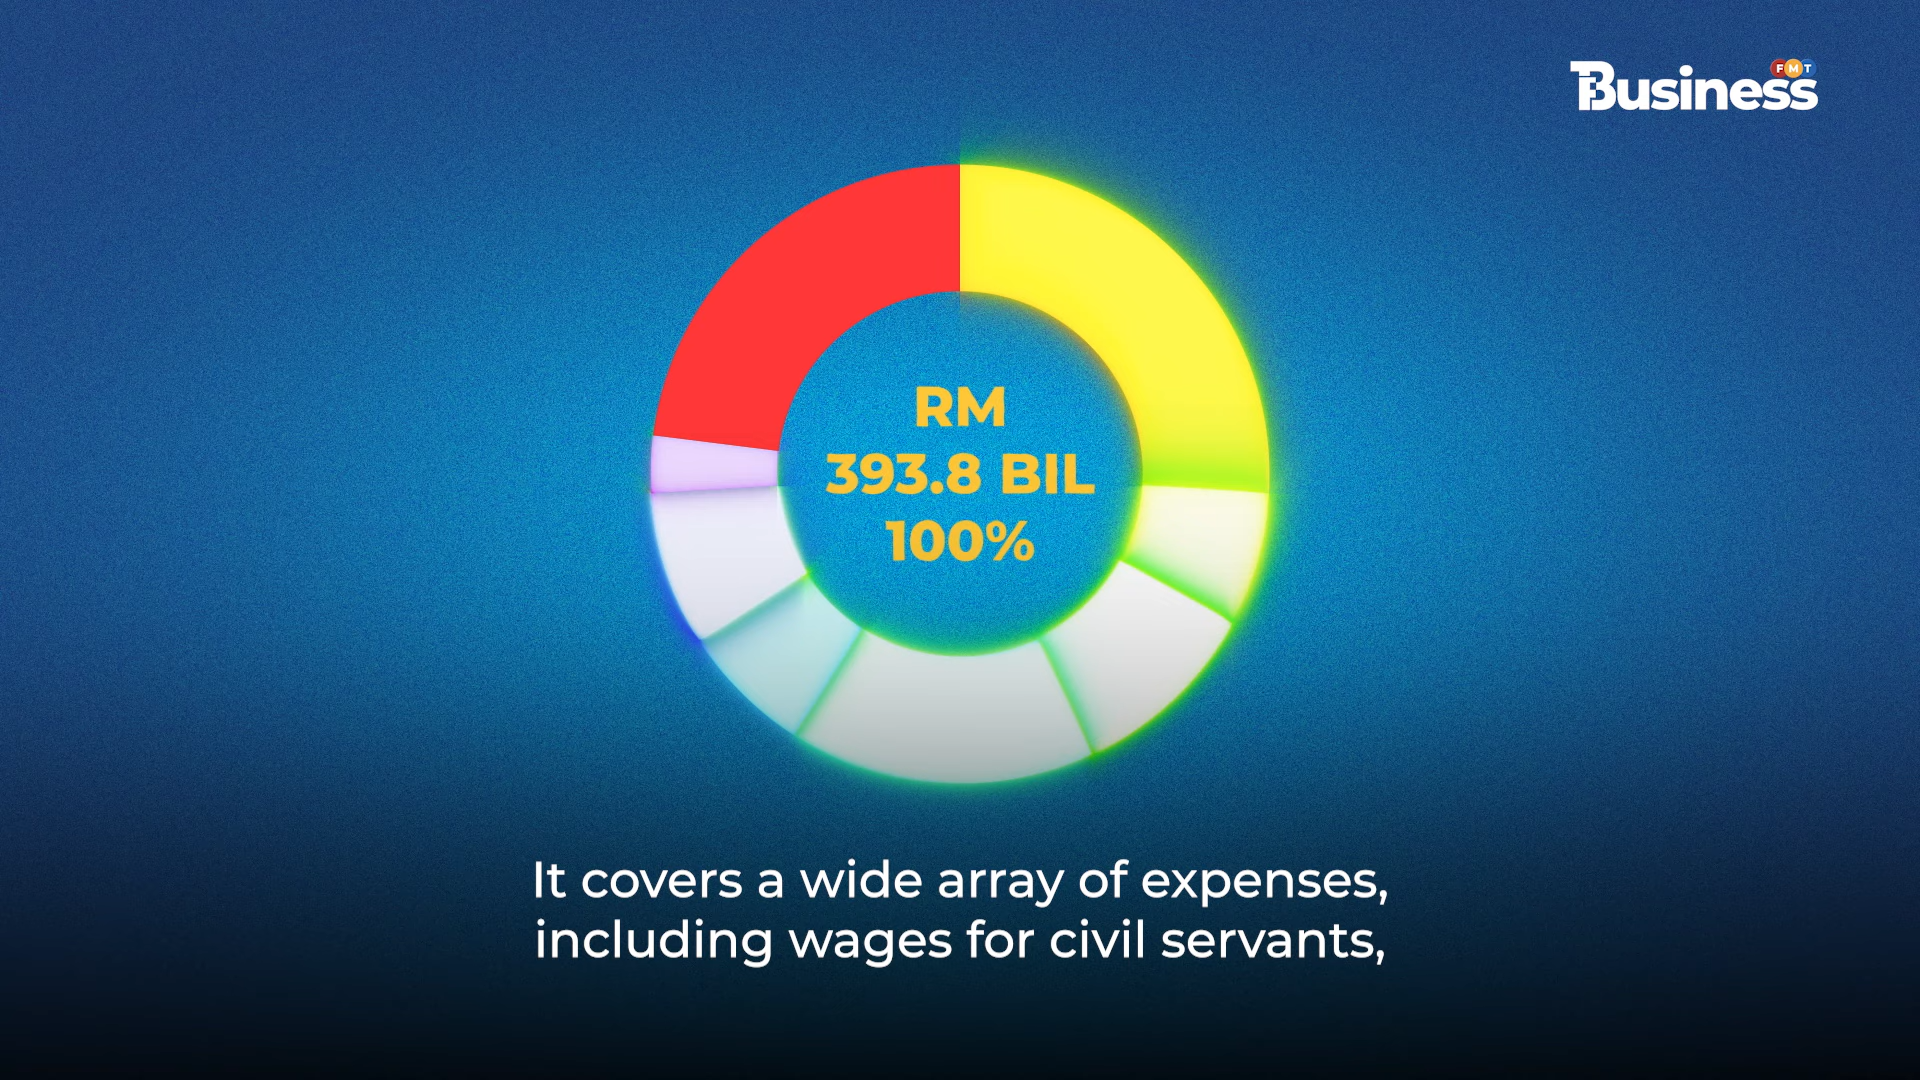 FMT
Business
RM
393.8 BIL
100%
It covers a wide array of expenses,
including wages for civil servants,